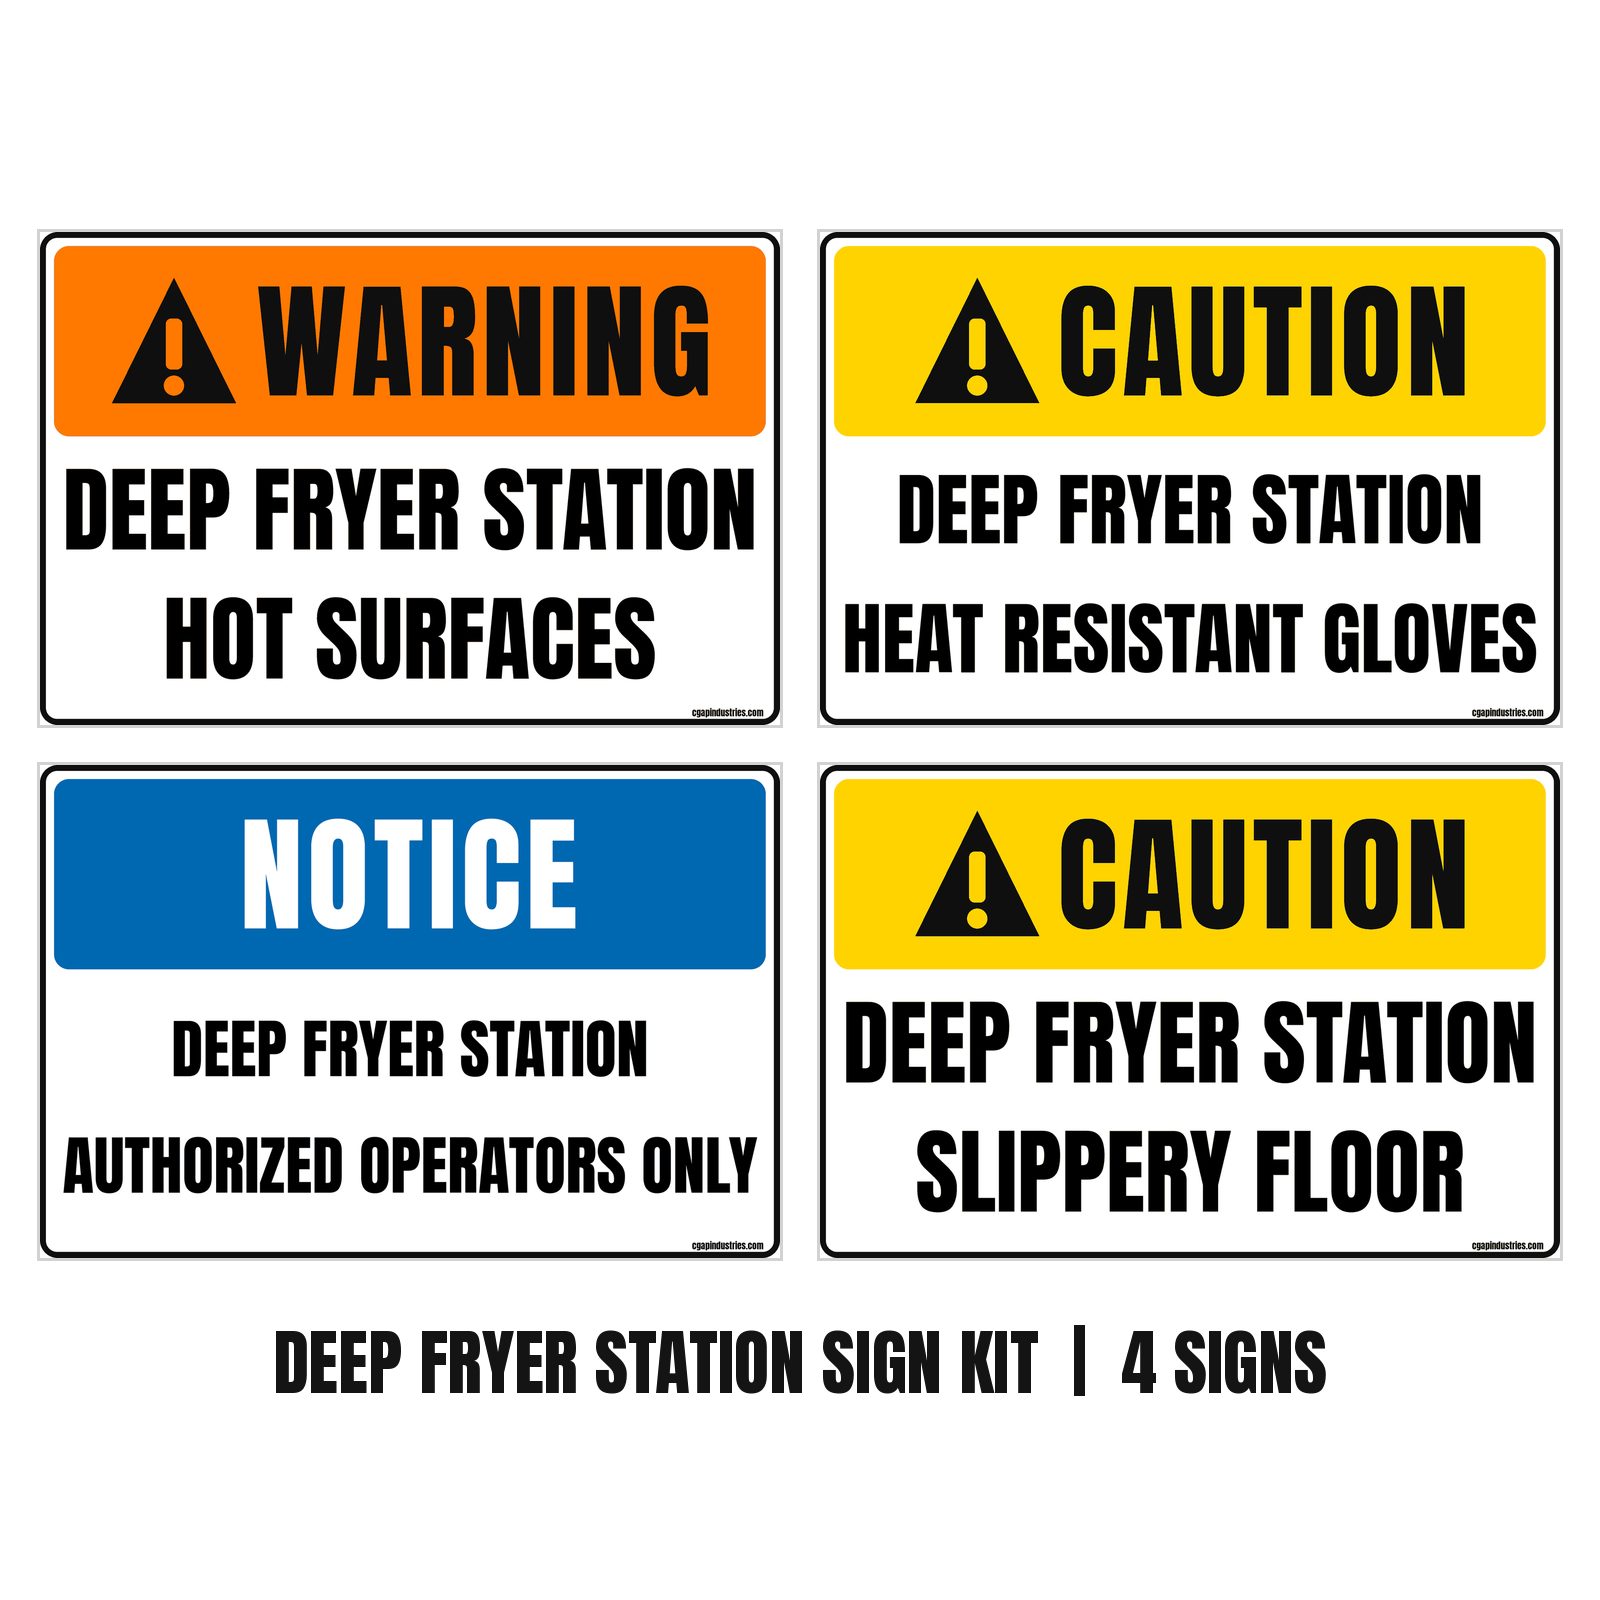 WARNING
DEEP FRYER STATION
HOT SURFACES
cgapindustries.com
CAUTION
DEEP FRYER STATION
HEAT RESISTANT GLOVES
cgapindustries.com
NOTICE
DEEP FRYER STATION
AUTHORIZED OPERATORS ONLY
cgapindustries.com
CAUTION
DEEP FRYER STATION
SLIPPERY FLOOR
cgapindustries.com
DEEP FRYER STATION SIGN KIT | 4 SIGNS